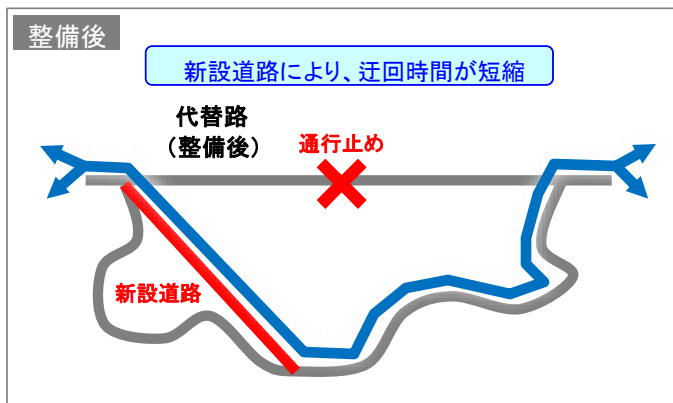 整備後
新設道路により、迂回時間が短縮
代替路
（整備後）
通行止め
新設道路